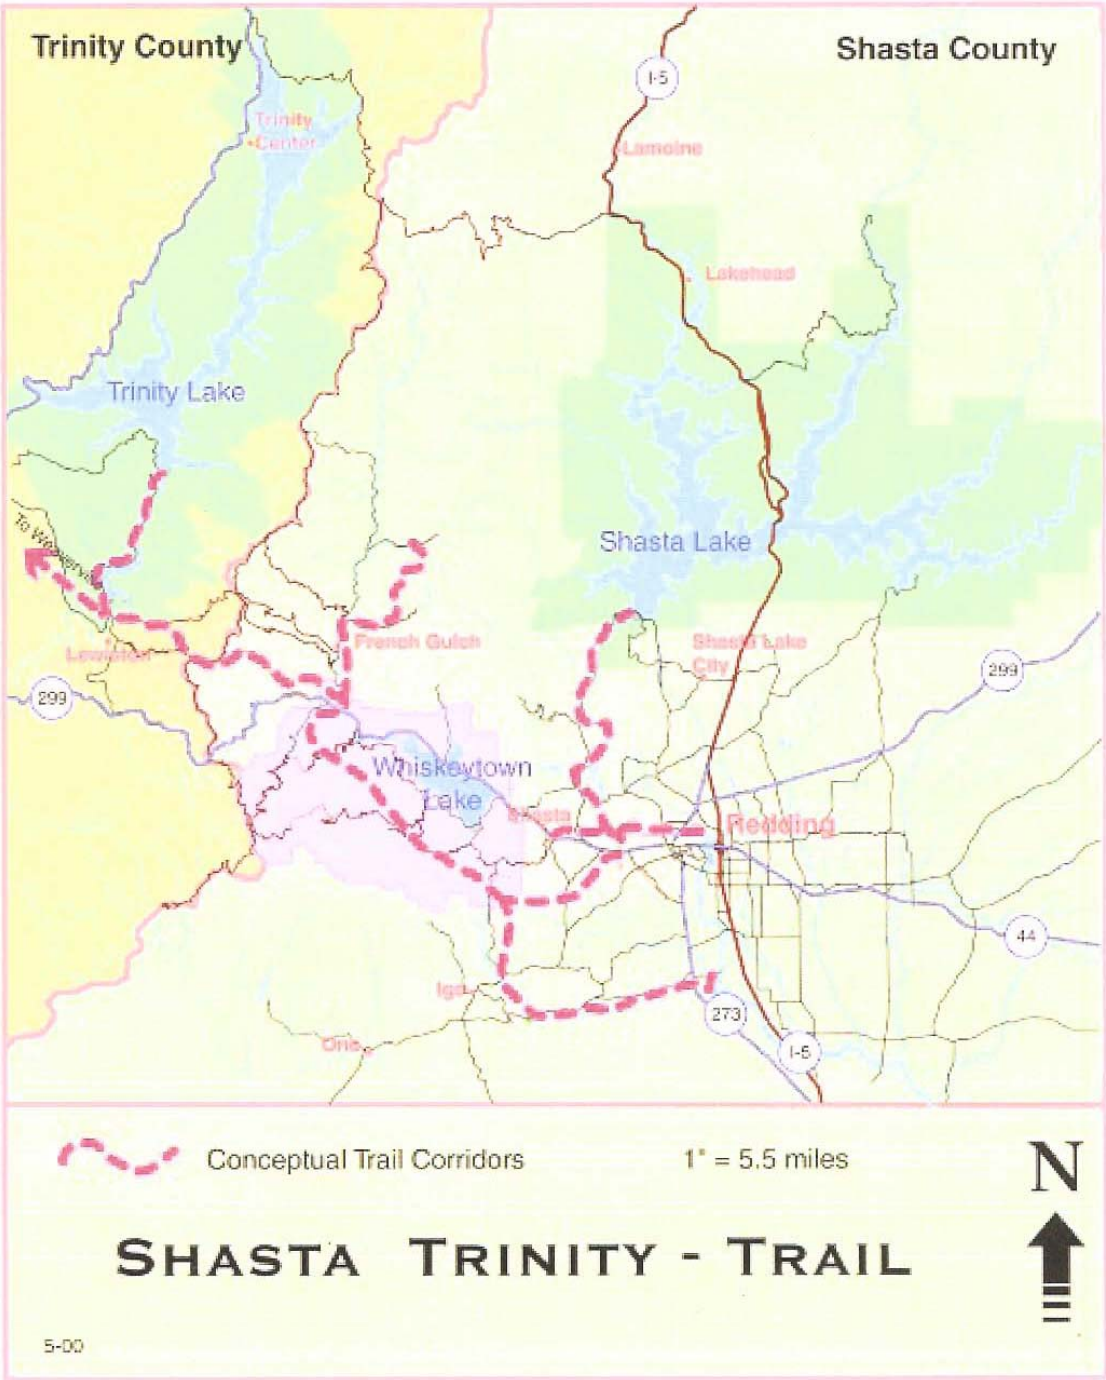 Trinity County
Shasta County
I-5
Trinity
Center
Lamoine
Lakehead
Trinity Lake
Shasta Lake
To Weaverville
French Gulch
Shasta Lake
City
Lewiston
299
299
Whiskeytown
Lake
Shasta
Redding
44
Igo
273
Ono
I-5
Conceptual Trail Corridors
1" = 5.5 miles
N
SHASTA TRINITY - TRAIL
5-00